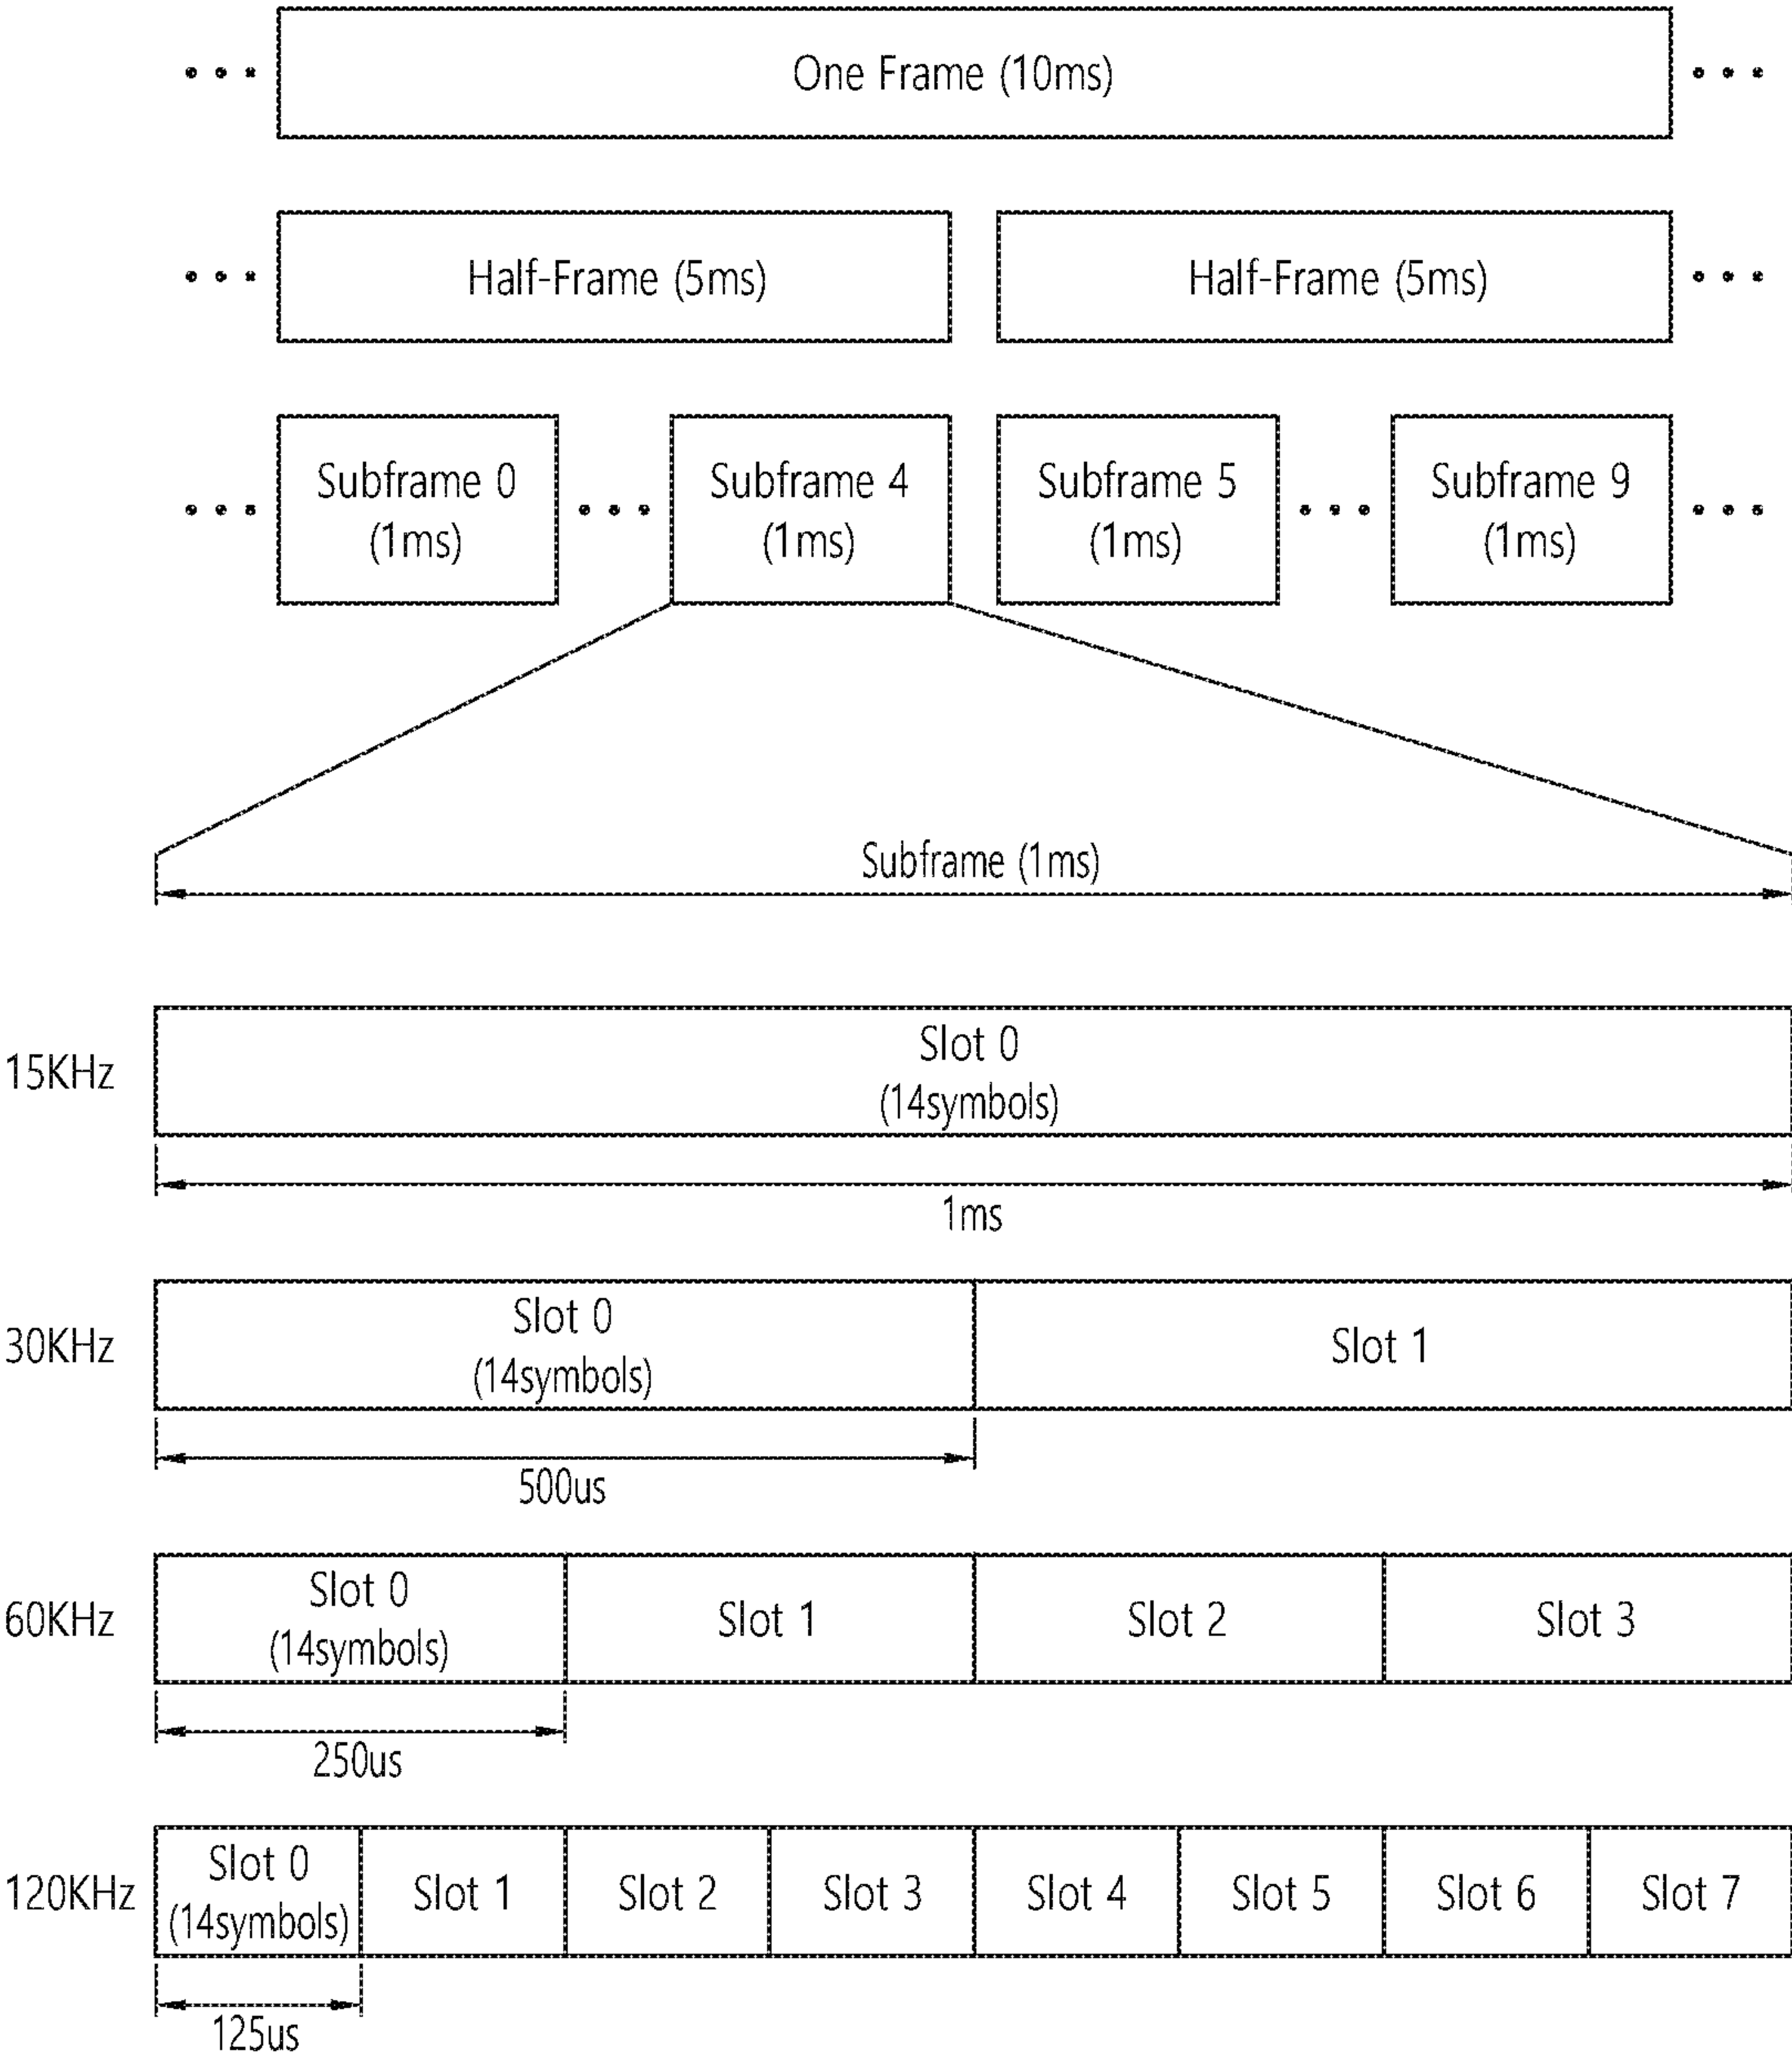 One Frame (10ms)
Half-Frame (5ms) Half-Frame (5ms)
Subframe 0
(1ms)
Subframe 4
(1ms)
Subframe 5
(1ms)
Subframe 9
(1ms)
Subframe (1ms)
15KHz
Slot 0
(14symbols)
1ms
30KHz
Slot 0
(14symbols)
Slot 1
500us
60KHz
Slot 0
(14symbols)
Slot 1
Slot 2
Slot 3
250us
120KHz
Slot 0
(14symbols)
Slot 1
Slot 2
Slot 3
Slot 4
Slot 5
Slot 6
Slot 7
125us